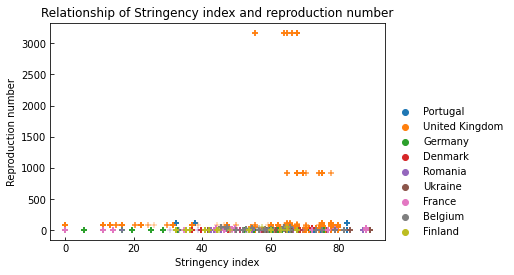 Relationship of Stringency index and reproduction number
3000
2500
2000
1500
1000
500
0
Reproduction number
0
20
40
60
80
Stringency index
Portugal
United Kingdom
Germany
Denmark
Romania
Ukraine
France
Belgium
Finland